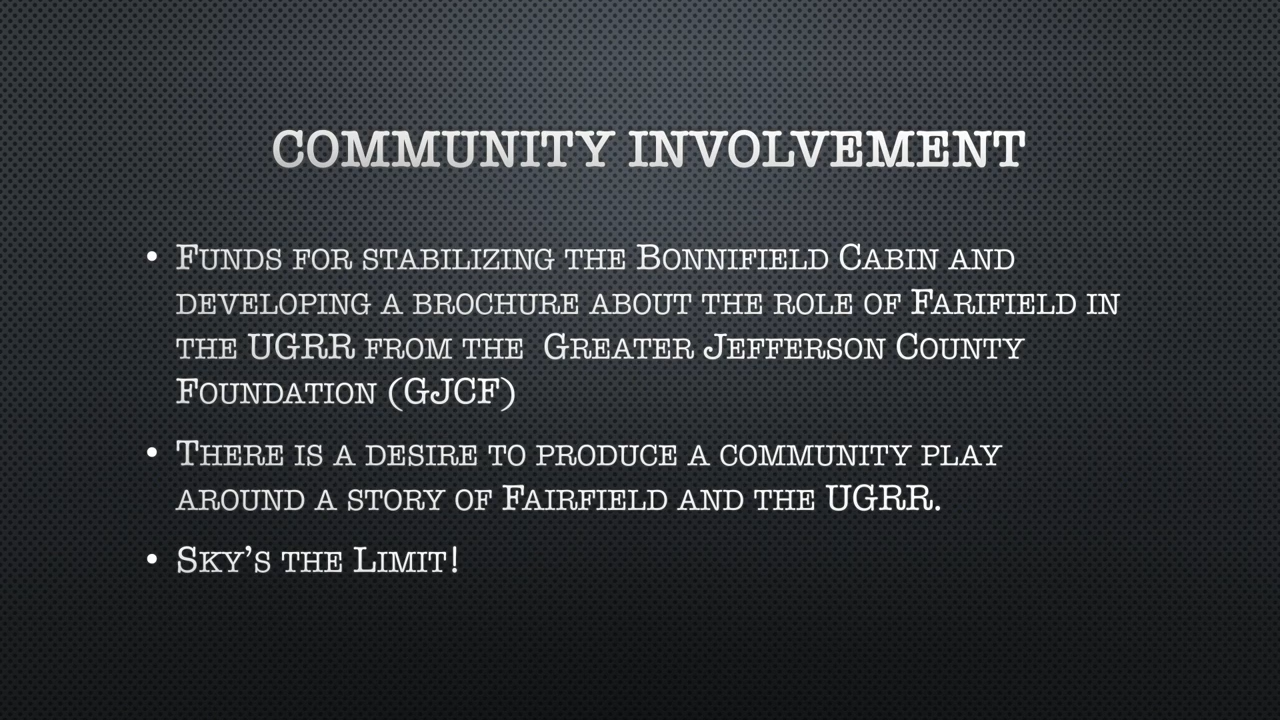 COMMUNITY INVOLVEMENT
• Funds for stabilizing the Bonnifield Cabin and
developing a brochure about the role of Farifield in
the UGRR from the  Greater Jefferson County
Foundation (GJCF)
• There is a desire to produce a community play
around a story of Fairfield and the UGRR.
• Sky’s the Limit!